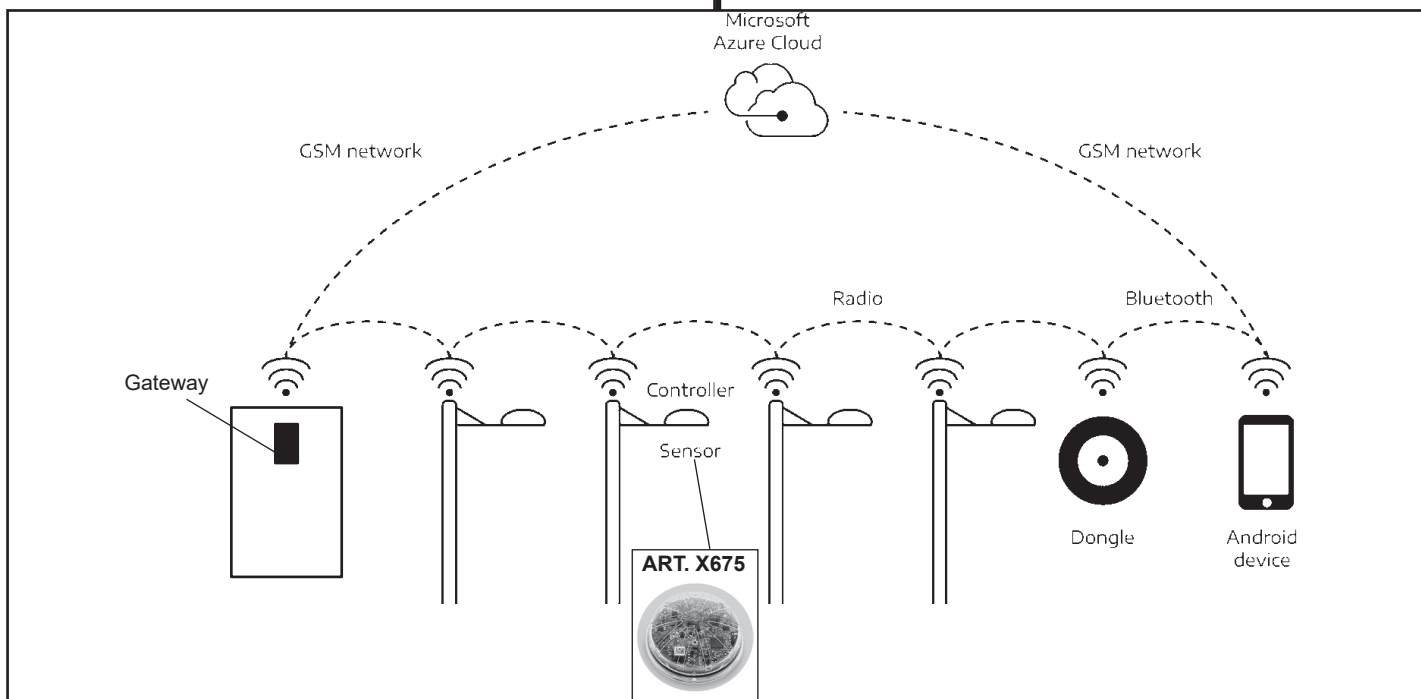 Microsoft
Azure Cloud
GSM network
GSM network
Radio
Bluetooth
Gateway
Controller
Sensor
ART. X675
Dongle
Android
device